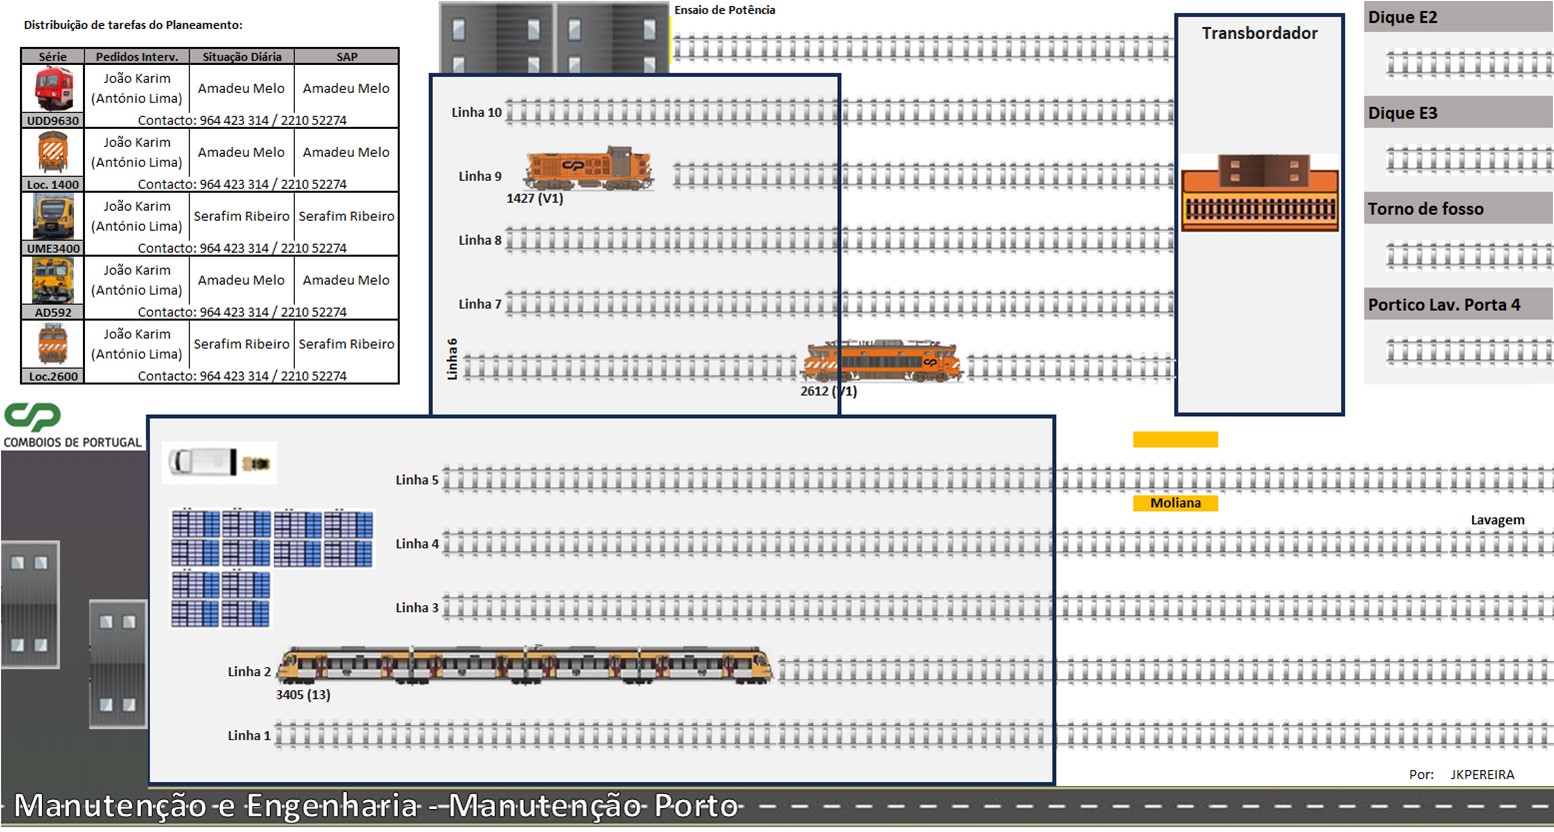 Distribuição de tarefas do Planeamento:
Série Pedidos Interv. Situação Diária SAP
João Karim
(António Lima) Amadeu Melo Amadeu Melo
UDD9630 Contacto: 964 423 314 / 2210 52274
João Karim
(António Lima) Amadeu Melo Amadeu Melo
Loc. 1400 Contacto: 964 423 314 / 2210 52274
João Karim
(António Lima) Serafim Ribeiro Serafim Ribeiro
UME3400 Contacto: 964 423 314 / 2210 52274
João Karim
(António Lima) Amadeu Melo Amadeu Melo
AD592 Contacto: 964 423 314 / 2210 52274
João Karim
(António Lima) Serafim Ribeiro Serafim Ribeiro
Loc.2600 Contacto: 964 423 314 / 2210 52274
CP
COMBOIOS DE PORTUGAL
Ensaio de Potência
Linha 10
Linha 9
1427 (V1)
Linha 8
Linha 7
Linha 6
2612 (V1)
Transbordador
Dique E2
Dique E3
Torno de fosso
Portico Lav. Porta 4
Linha 5
Moliana
Lavagem
Linha 4
Linha 3
Linha 2
3405 (13)
Linha 1
Por: JKPEREIRA
Manutenção e Engenharia - Manutenção Porto